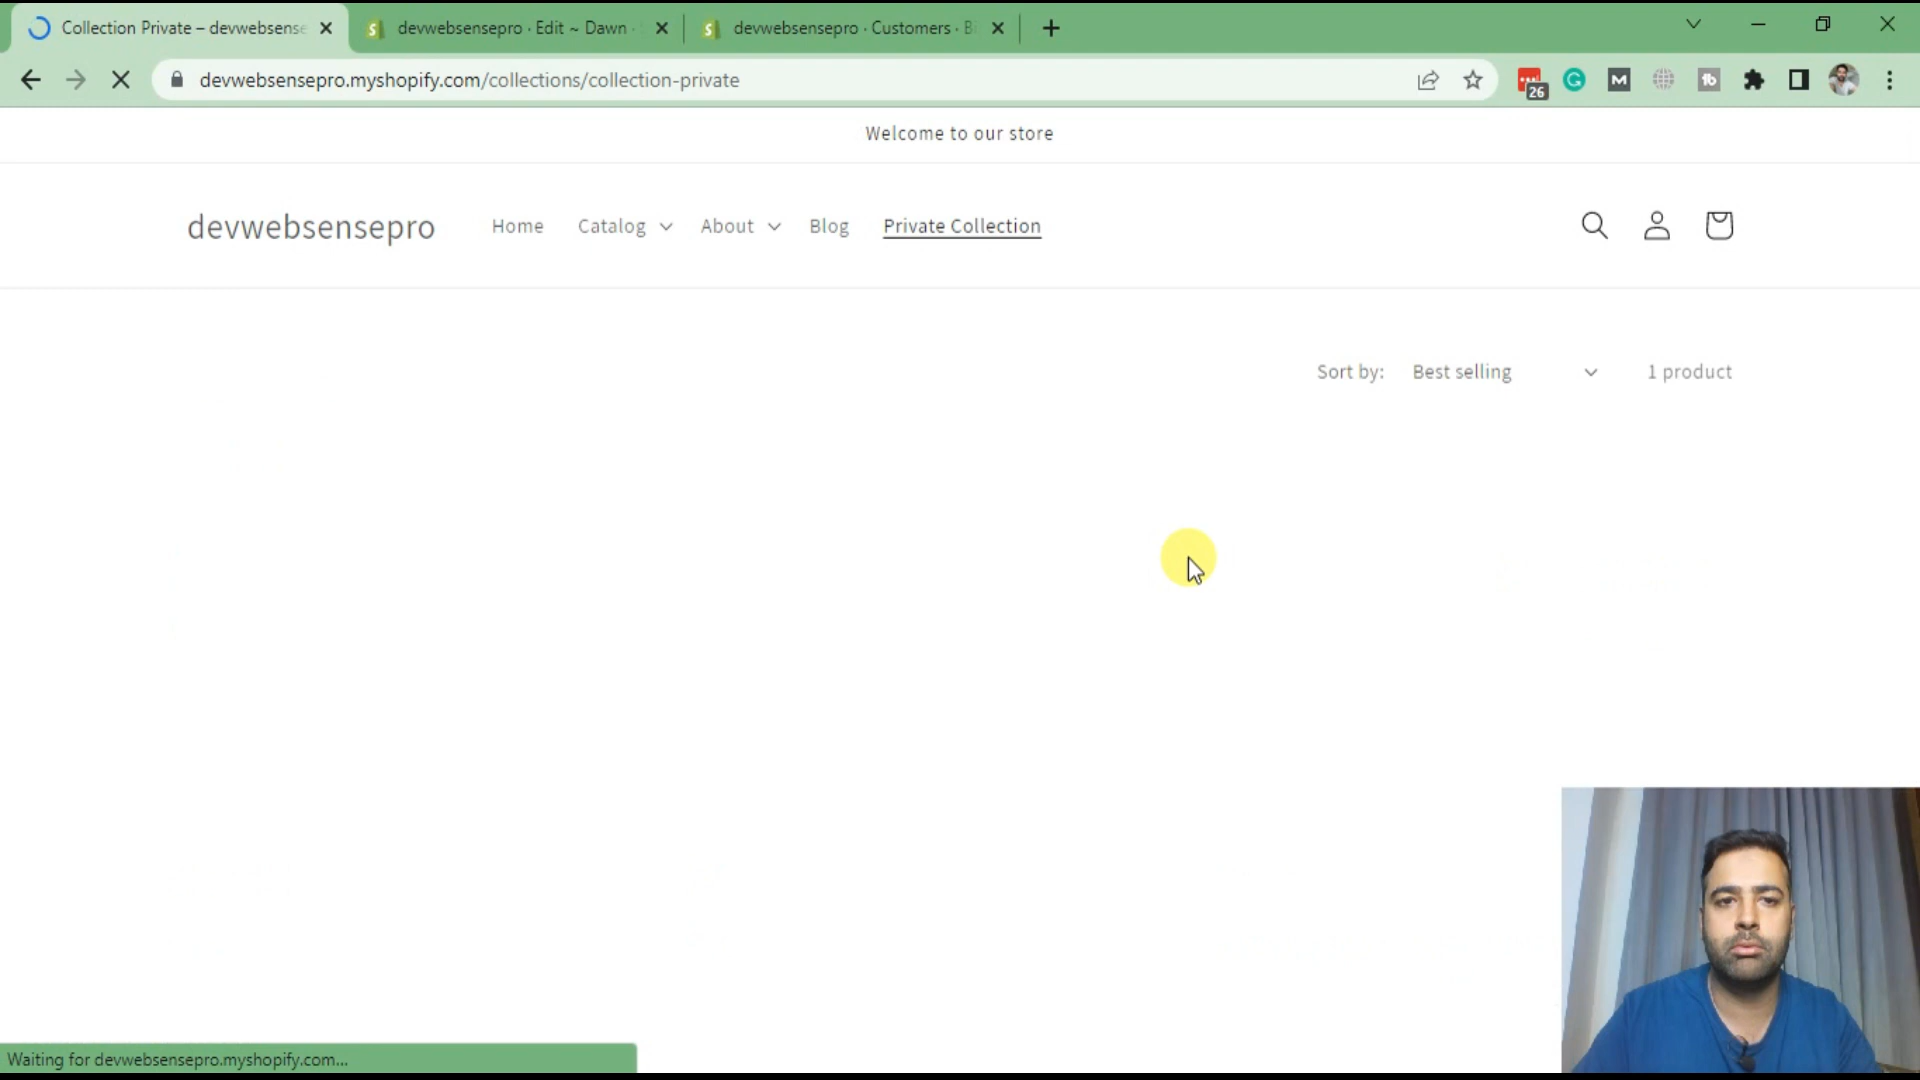 Collection Private – devwebsense
devwebsensepro · Edit ~ Dawn ·
devwebsensepro · Customers · Bi
devwebsensepro.myshopify.com/collections/collection-private
26
Welcome to our store
devwebsensepro
Home
Catalog
About
Blog
Private Collection
Sort by:
Best selling
1 product
Waiting for devwebsensepro.myshopify.com...